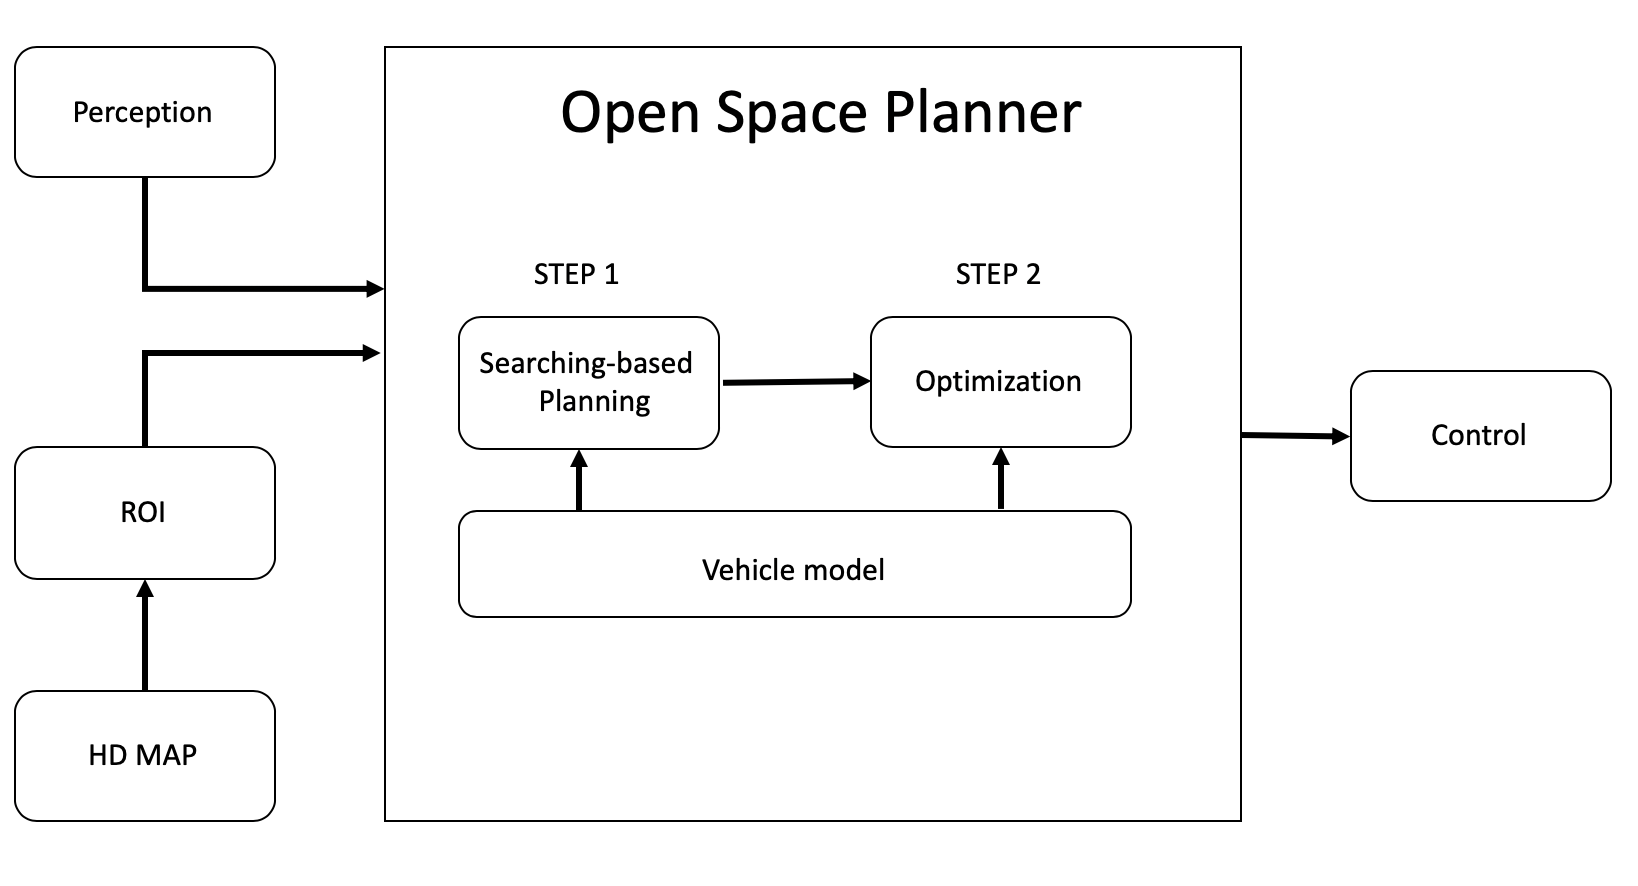 Perception
Open Space Planner
STEP 1
STEP 2
Searching-based
Planning
Optimization
Control
ROI
Vehicle model
HD MAP